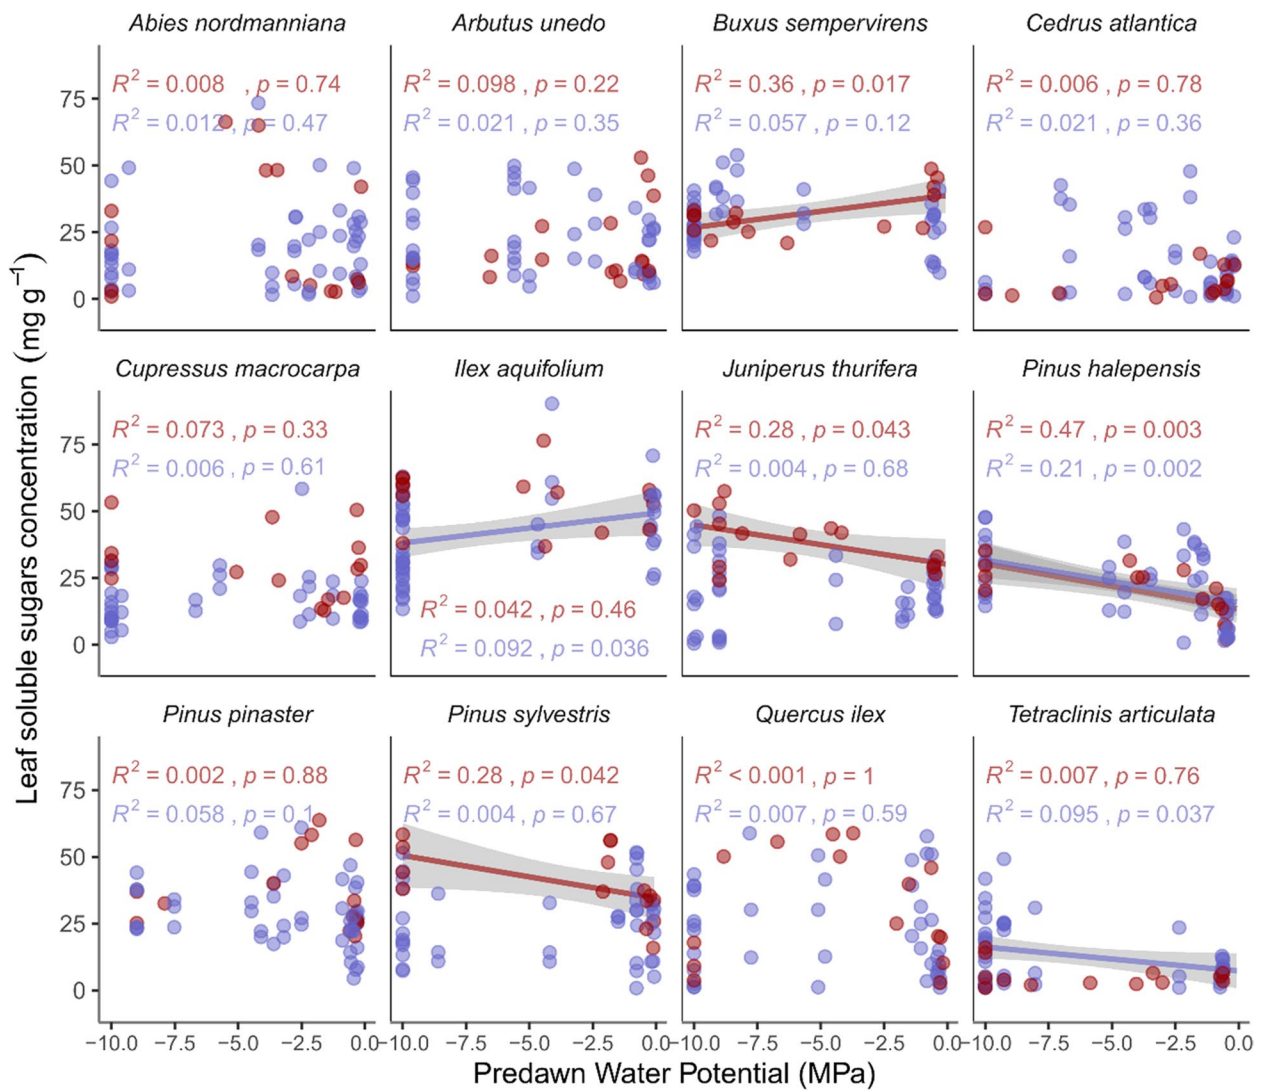 Abies nordmanniana
Arbutus unedo
Buxus sempervirens
Cedrus atlantica
R² = 0.008 , p = 0.74
R² = 0.012 , p = 0.47
R² = 0.098 , p = 0.22
R² = 0.021 , p = 0.35
R² = 0.36 , p = 0.017
R² = 0.057 , p = 0.12
R² = 0.006 , p = 0.78
R² = 0.021 , p = 0.36
75
50
25
0
Cupressus macrocarpa
Ilex aquifolium
Juniperus thurifera
Pinus halepensis
R² = 0.073 , p = 0.33
R² = 0.006 , p = 0.61
R² = 0.042 , p = 0.46
R² = 0.092 , p = 0.036
R² = 0.28 , p = 0.043
R² = 0.004 , p = 0.68
R² = 0.47 , p = 0.003
R² = 0.21 , p = 0.002
75
50
25
0
Pinus pinaster
Pinus sylvestris
Quercus ilex
Tetraclinis articulata
R² = 0.002 , p = 0.88
R² = 0.058 , p = 0.1
R² = 0.28 , p = 0.042
R² = 0.004 , p = 0.67
R² < 0.001 , p = 1
R² = 0.007 , p = 0.59
R² = 0.007 , p = 0.76
R² = 0.095 , p = 0.037
75
50
25
0
−10.0 −7.5 −5.0 −2.5 0.0
−10.0 −7.5 −5.0 −2.5 0.0
−10.0 −7.5 −5.0 −2.5 0.0
−10.0 −7.5 −5.0 −2.5 0.0
Predawn Water Potential (MPa)
Leaf soluble sugars concentration (mg g⁻¹)